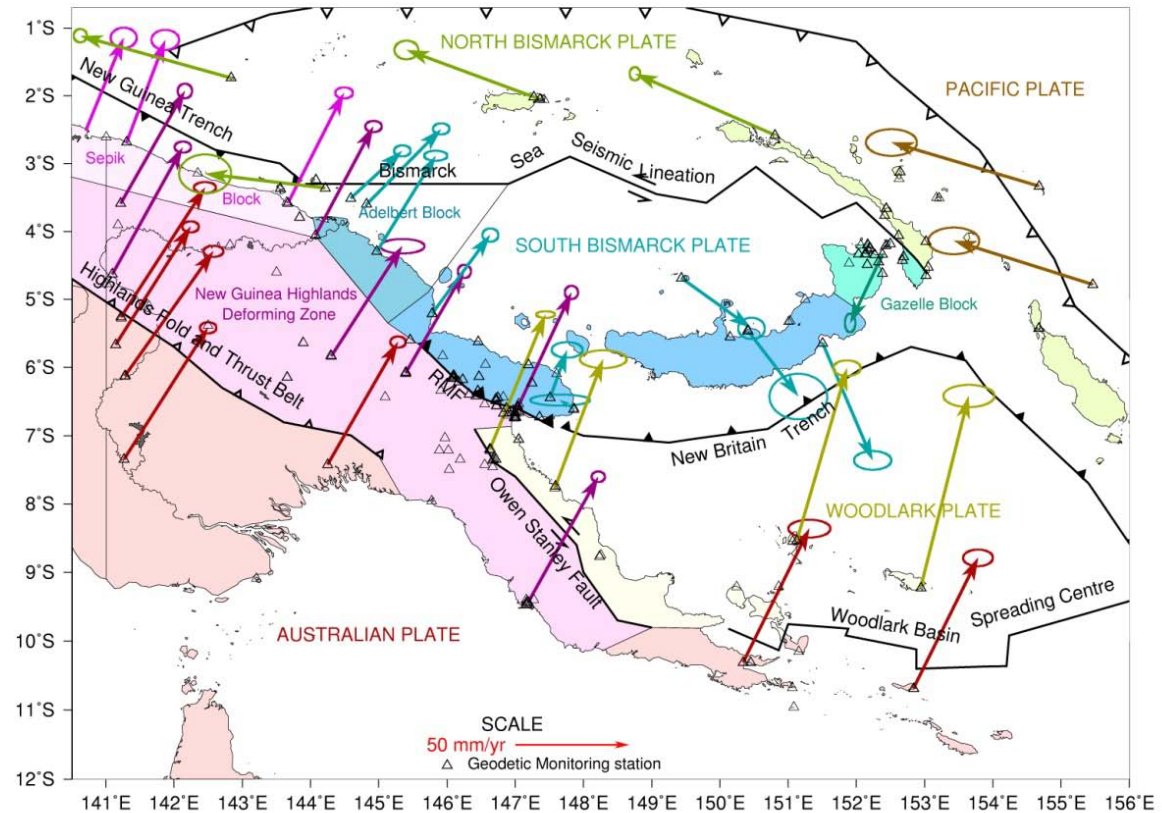 1°S
NORTH BISMARCK PLATE
PACIFIC PLATE
2°S
New Guinea Trench
3°S
Sepik
Block
Bismarck
Sea
Seismic Lineation
Adelbert Block
4°S
SOUTH BISMARCK PLATE
5°S
New Guinea Highlands
Deforming Zone
Gazelle Block
Highlands Fold and Thrust Belt
6°S
RMF
7°S
New Britain
Trench
8°S
Owen Stanley Fault
WOODLARK PLATE
9°S
Woodlark Basin
Spreading Centre
10°S
AUSTRALIAN PLATE
11°S
SCALE
50 mm/yr
Geodetic Monitoring station
12°S
141°E 142°E 143°E 144°E 145°E 146°E 147°E 148°E 149°E 150°E 151°E 152°E 153°E 154°E 155°E 156°E